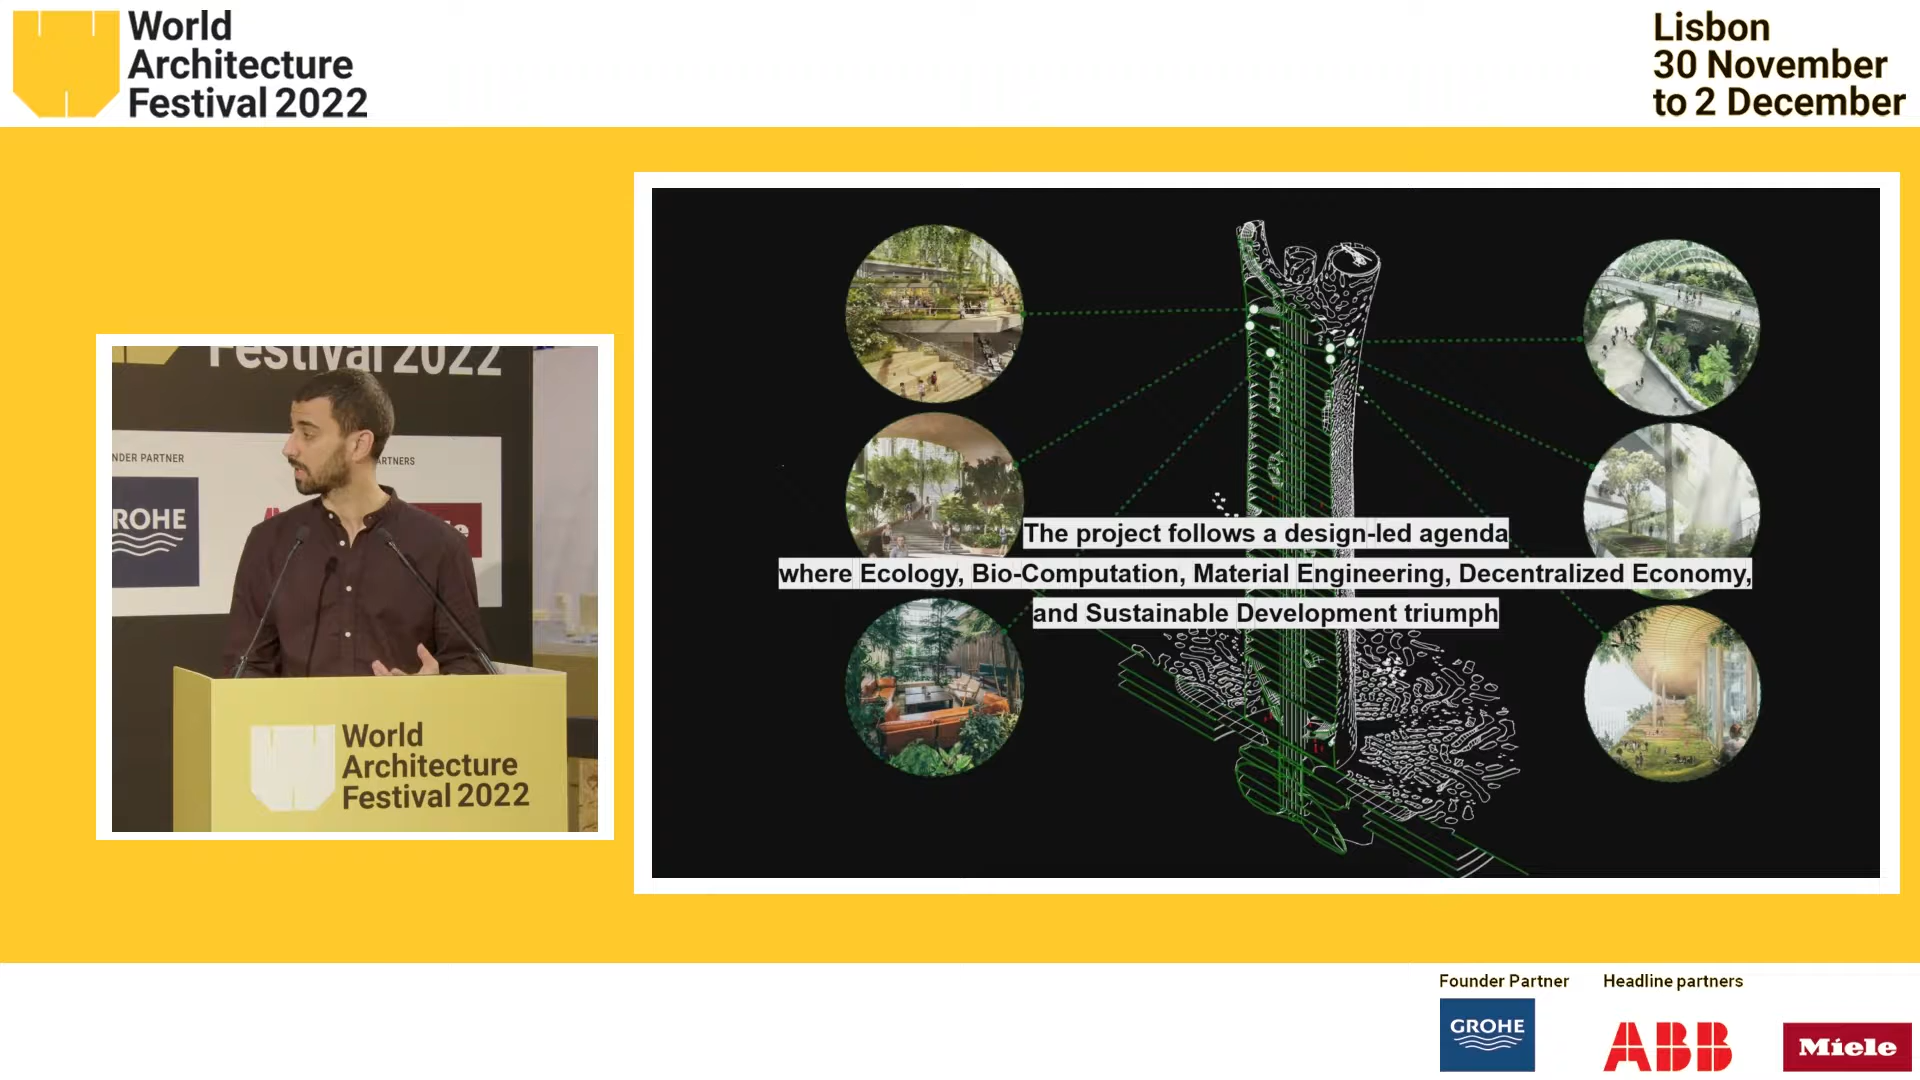 World
Architecture
Festival 2022
Lisbon
30 November
to 2 December
Festival 2022
NDER PARTNER
ARTNERS
ROHE
World
Architecture
Festival 2022
The project follows a design-led agenda
where Ecology, Bio-Computation, Material Engineering, Decentralized Economy,
and Sustainable Development triumph
Founder Partner
Headline partners
GROHE
ABB
Miele